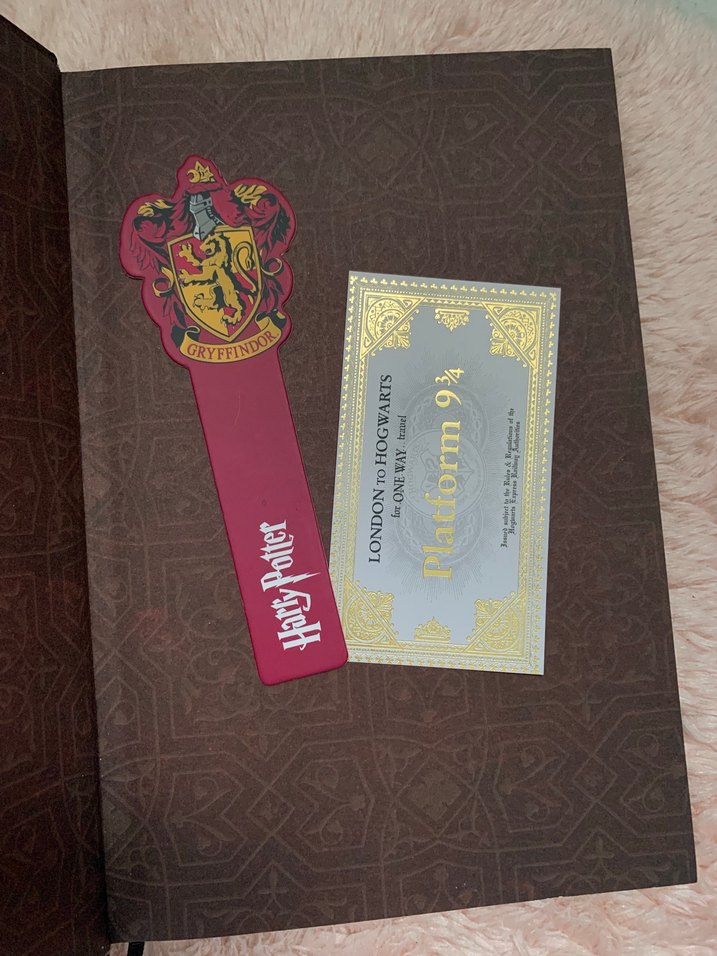 GRYFFINDOR
Harry Potter
LONDON TO HOGWARTS
for ONE WAY.. travel
Platform 9¾
Issued subject to the Rules & Regulations of the
Hogwarts Express Railway Authorities